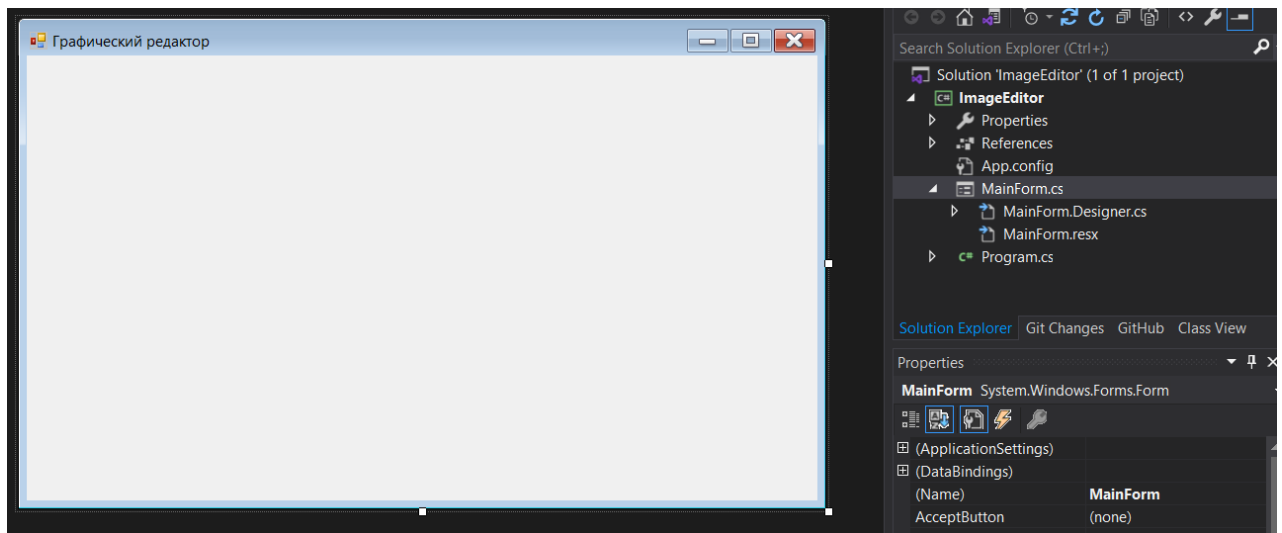 Графический редактор
Search Solution Explorer (Ctrl+;)
Solution 'ImageEditor' (1 of 1 project)
C# ImageEditor
Properties
References
App.config
MainForm.cs
MainForm.Designer.cs
MainForm.resx
C# Program.cs
Solution Explorer Git Changes GitHub Class View
Properties
MainForm System.Windows.Forms.Form
(ApplicationSettings)
(DataBindings)
(Name) MainForm
AcceptButton (none)